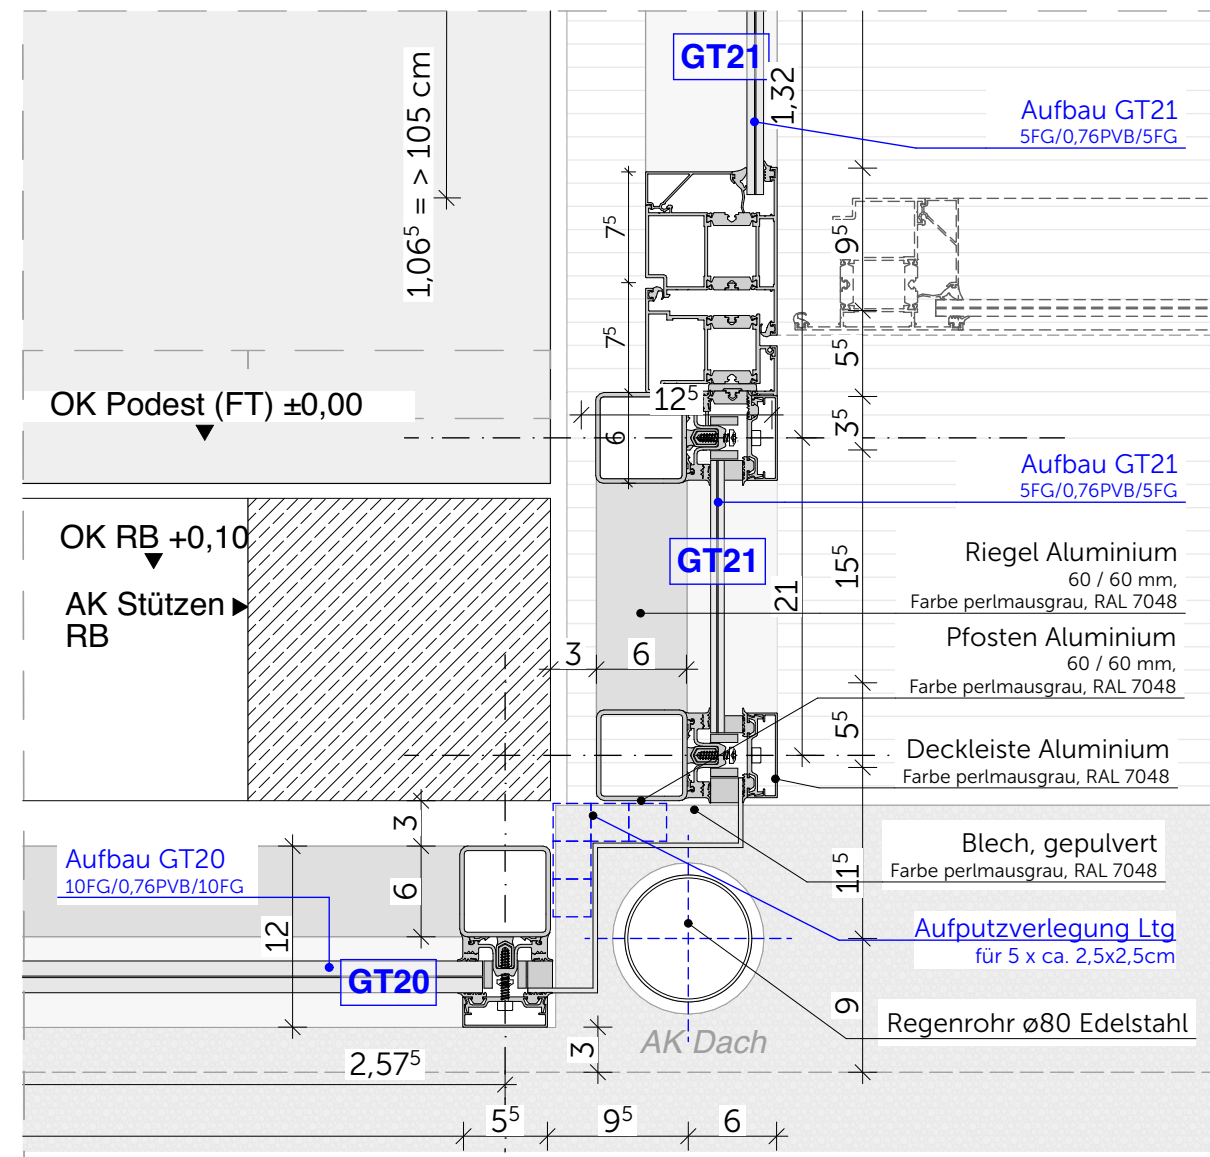 GT21
1,32
Aufbau GT21
5FG/0,76PVB/5FG
1,06⁵ = > 105 cm
7⁵
9⁵
7⁵
5⁵
OK Podest (FT) ±0,00
12⁵
3⁵
6
Aufbau GT21
5FG/0,76PVB/5FG
OK RB +0,10
GT21
15⁵
21
Riegel Aluminium
60 / 60 mm,
Farbe perlmausgrau, RAL 7048
AK Stützen
RB
3
6
Pfosten Aluminium
60 / 60 mm,
Farbe perlmausgrau, RAL 7048
5⁵
Deckleiste Aluminium
Farbe perlmausgrau, RAL 7048
3
Aufbau GT20
10FG/0,76PVB/10FG
6
12
Blech, gepulvert
Farbe perlmausgrau, RAL 7048
11⁵
Aufputzverlegung Ltg
für 5 x ca. 2,5x2,5cm
GT20
9
Regenrohr ø80 Edelstahl
AK Dach
3
2,57⁵
5⁵
9⁵
6